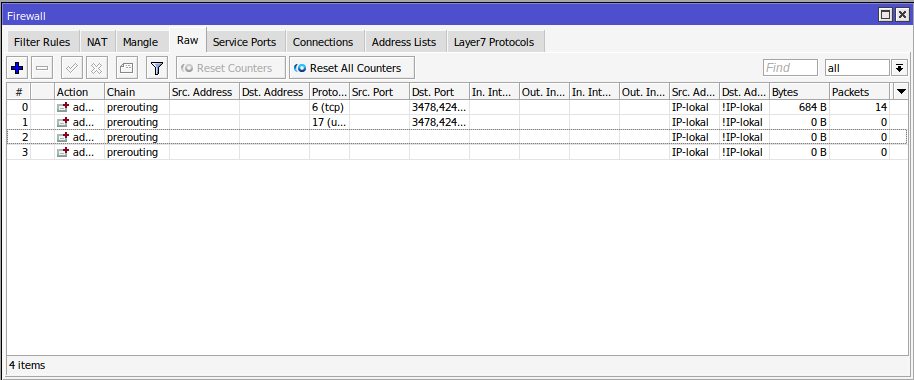 Firewall
Filter Rules NAT Mangle Raw Service Ports Connections Address Lists Layer7 Protocols
Reset Counters Reset All Counters Find all
# Action Chain Src. Address Dst. Address Proto... Src. Port Dst. Port In. Int... Out. In... In. Int... Out. In... Src. Ad... Dst. Ad... Bytes Packets
0 ad... prerouting 6 (tcp) 3478,424... IP-lokal !IP-lokal 684 B 14
1 ad... prerouting 17 (u... 3478,424... IP-lokal !IP-lokal 0 B 0
2 ad... prerouting IP-lokal !IP-lokal 0 B 0
3 ad... prerouting IP-lokal !IP-lokal 0 B 0
4 items